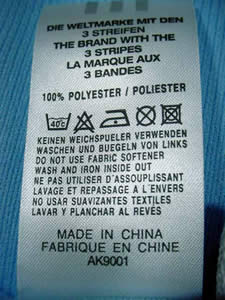 DIE WELTMARKE MIT DEN
3 STREIFEN
THE BRAND WITH THE
3 STRIPES
LA MARQUE AUX
3 BANDES
100% POLYESTER / POLIESTER
40°C
KEINEN WEICHSPUELER VERWENDEN
WASCHEN UND BUEGELN VON LINKS
DO NOT USE FABRIC SOFTENER
WASH AND IRON INSIDE OUT
NE PAS UTILISER D'ASSOUPLISSANT
LAVAGE ET REPASSAGE A L'ENVERS
NO USAR SUAVIZANTES TEXTILES
LAVAR Y PLANCHAR AL REVÉS
MADE IN CHINA
FABRIQUE EN CHINE
AK9001